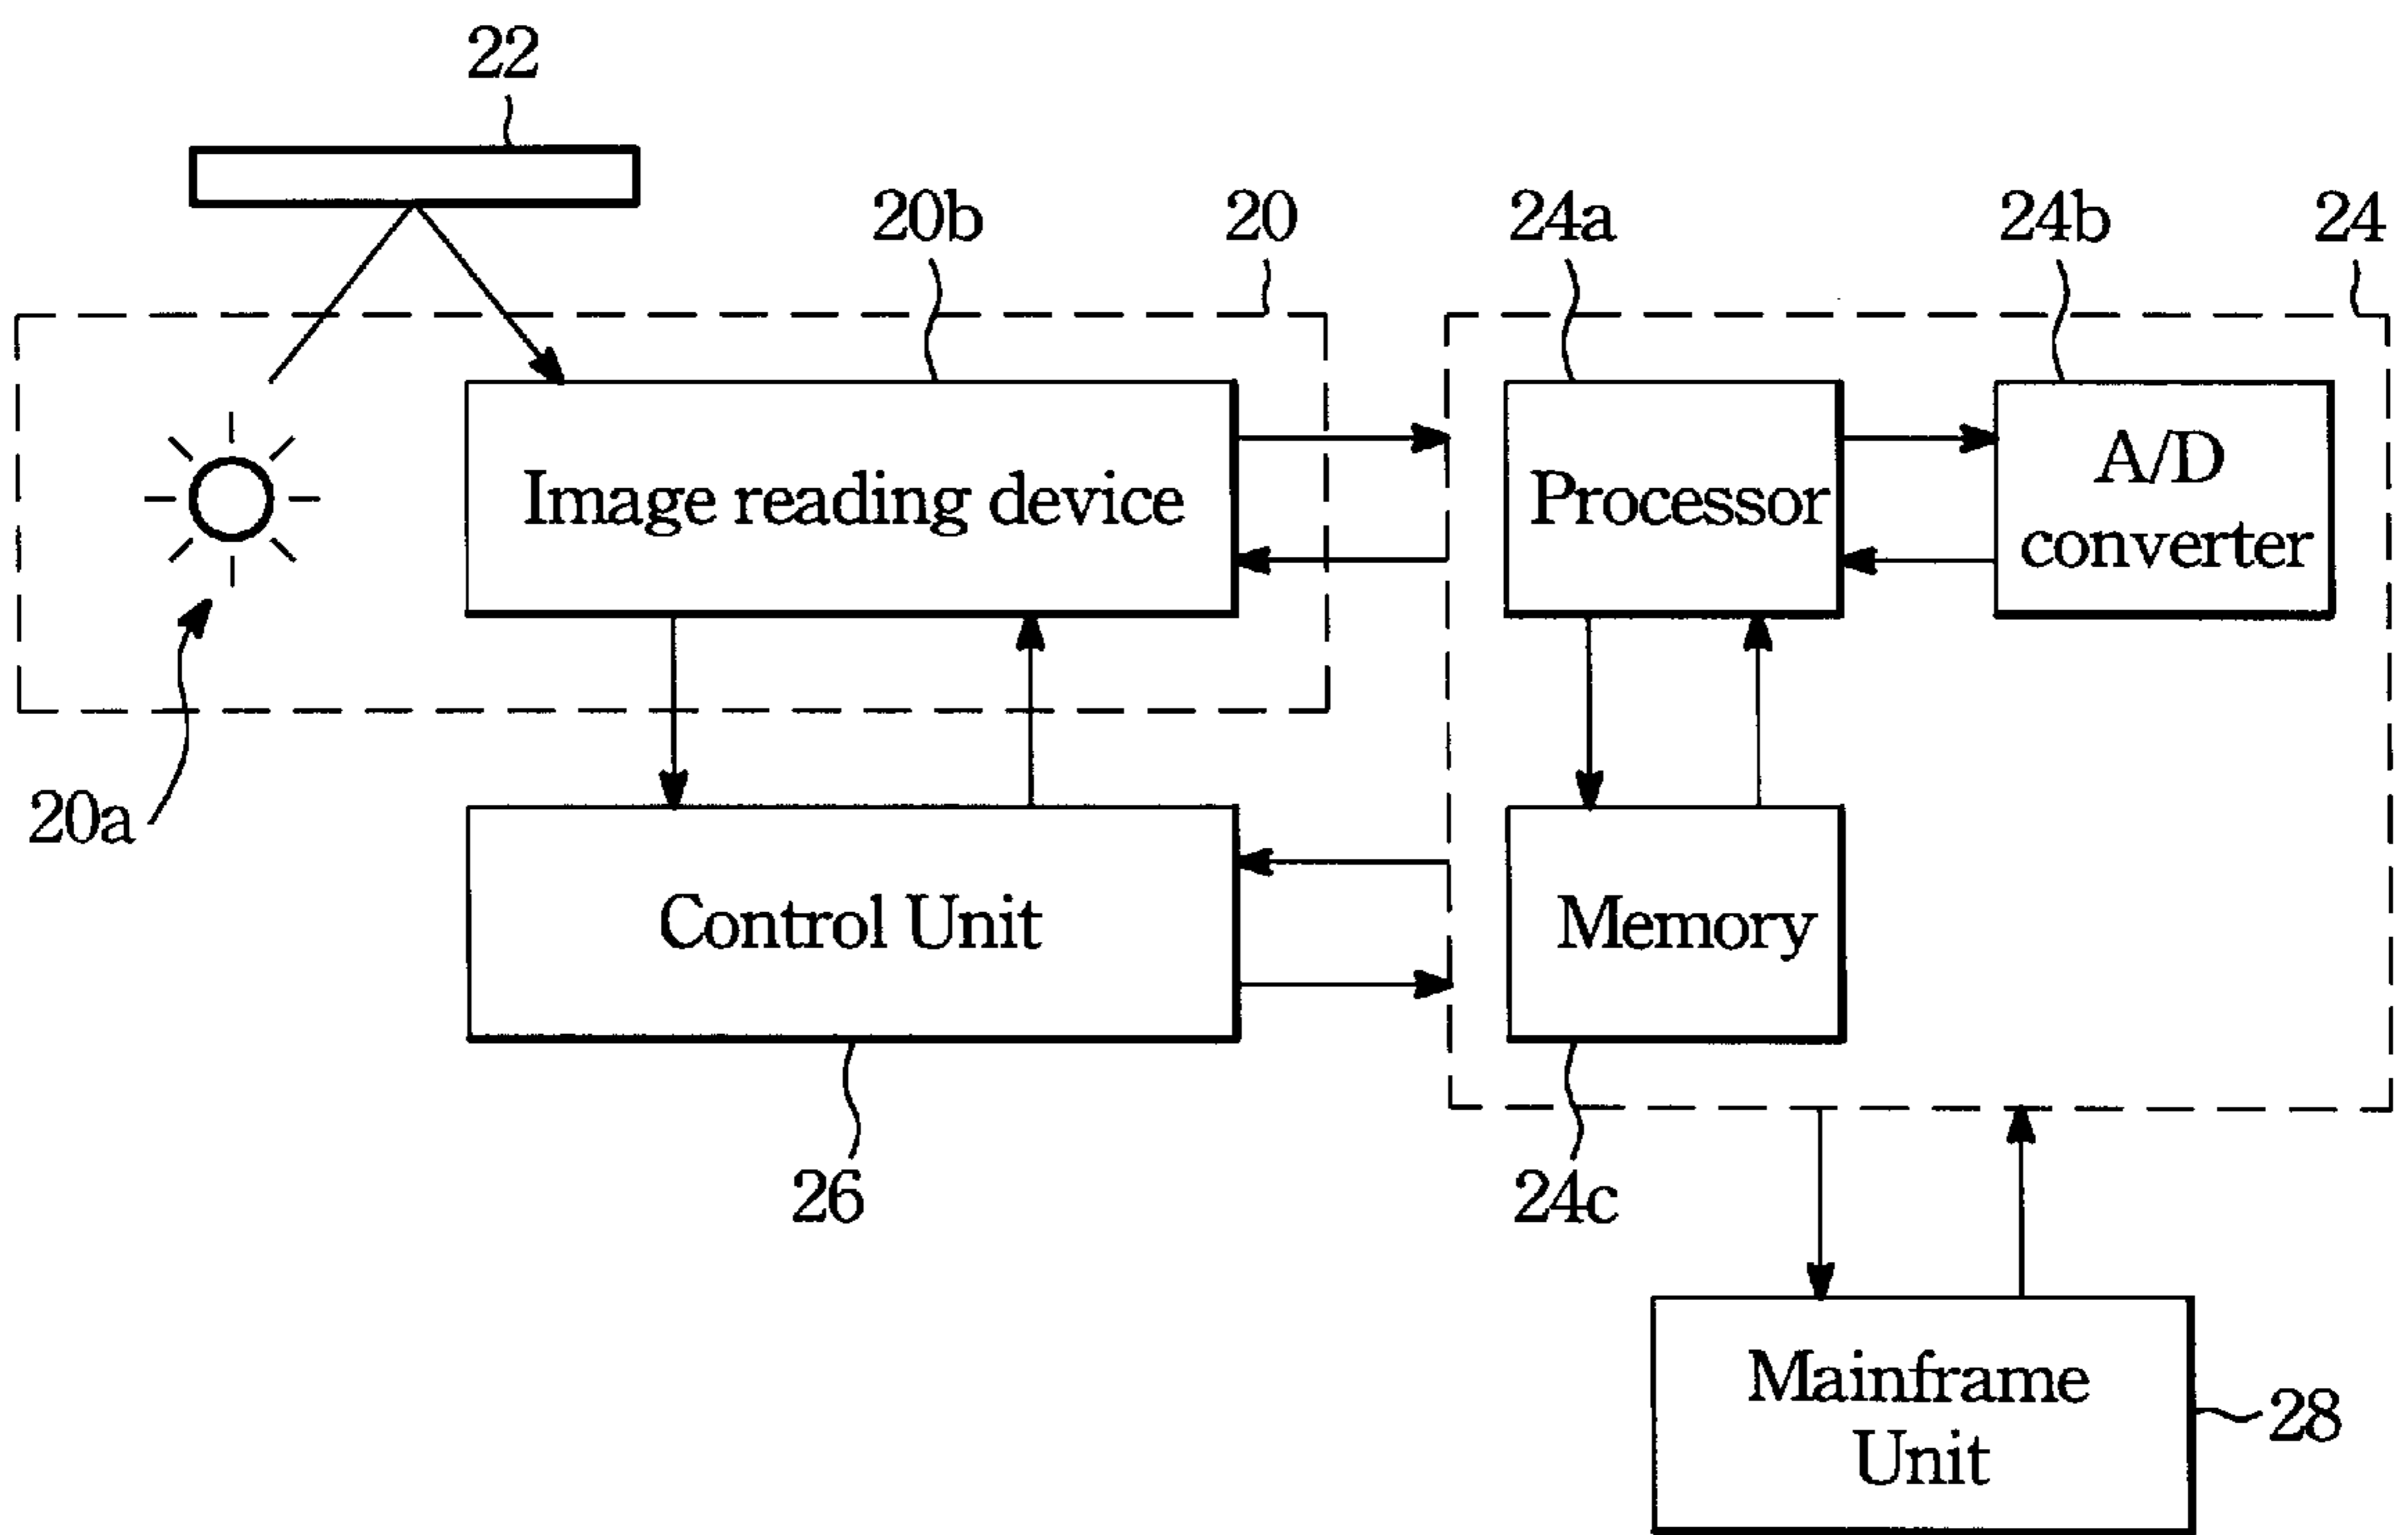 22
20b
20
24a
24b
24
Image reading device
Processor
A/D
converter
20a
Control Unit
Memory
26
24c
Mainframe
Unit
28